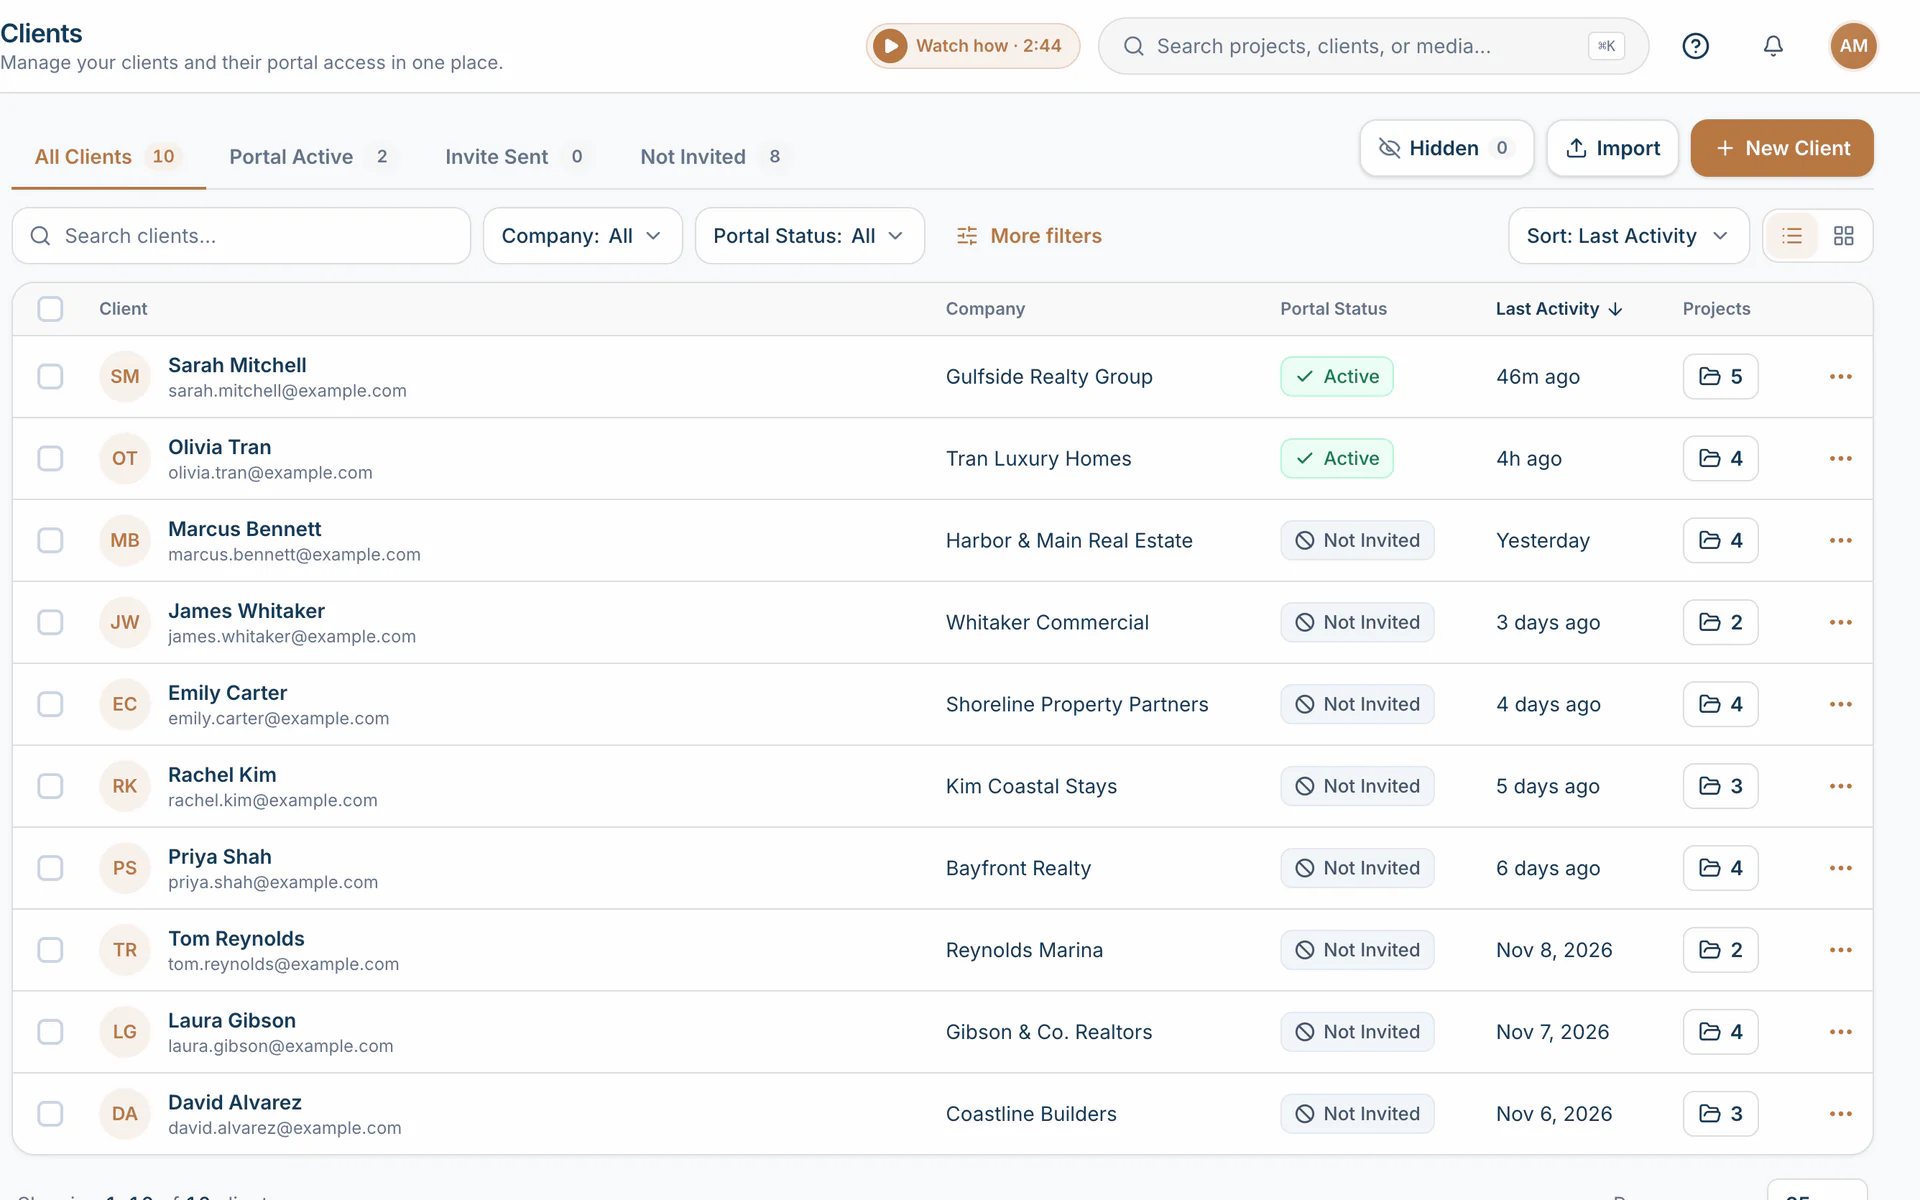 Clients
Manage your clients and their portal access in one place.
Watch how · 2:44
Search projects, clients, or media...
⌘K
AM
All Clients 10
Portal Active 2
Invite Sent 0
Not Invited 8
Hidden 0
Import
+ New Client
Search clients...
Company: All
Portal Status: All
More filters
Sort: Last Activity
Client Company Portal Status Last Activity ↓ Projects
SM Sarah Mitchell
sarah.mitchell@example.com
Gulfside Realty Group Active 46m ago 5
OT Olivia Tran
olivia.tran@example.com
Tran Luxury Homes Active 4h ago 4
MB Marcus Bennett
marcus.bennett@example.com
Harbor & Main Real Estate Not Invited Yesterday 4
JW James Whitaker
james.whitaker@example.com
Whitaker Commercial Not Invited 3 days ago 2
EC Emily Carter
emily.carter@example.com
Shoreline Property Partners Not Invited 4 days ago 4
RK Rachel Kim
rachel.kim@example.com
Kim Coastal Stays Not Invited 5 days ago 3
PS Priya Shah
priya.shah@example.com
Bayfront Realty Not Invited 6 days ago 4
TR Tom Reynolds
tom.reynolds@example.com
Reynolds Marina Not Invited Nov 8, 2026 2
LG Laura Gibson
laura.gibson@example.com
Gibson & Co. Realtors Not Invited Nov 7, 2026 4
DA David Alvarez
david.alvarez@example.com
Coastline Builders Not Invited Nov 6, 2026 3